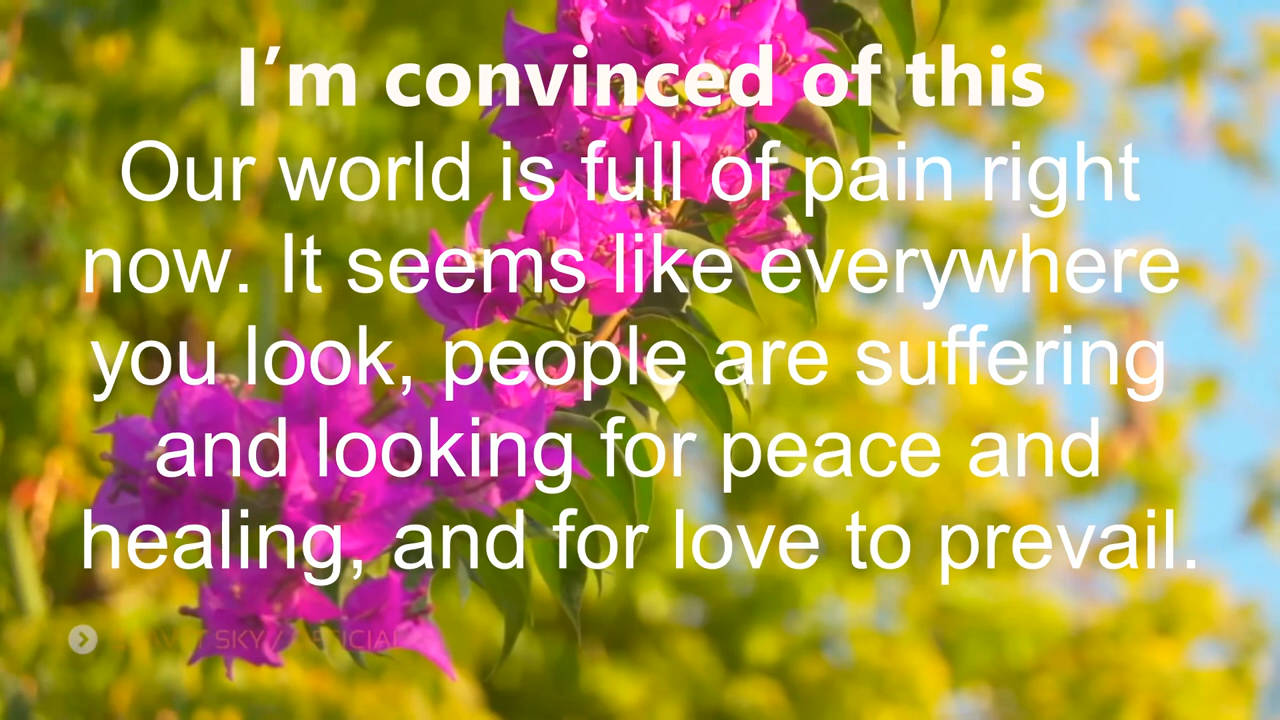 I’m convinced of this
Our world is full of pain right
now. It seems like everywhere
you look, people are suffering
and looking for peace and
healing, and for love to prevail.
SKY